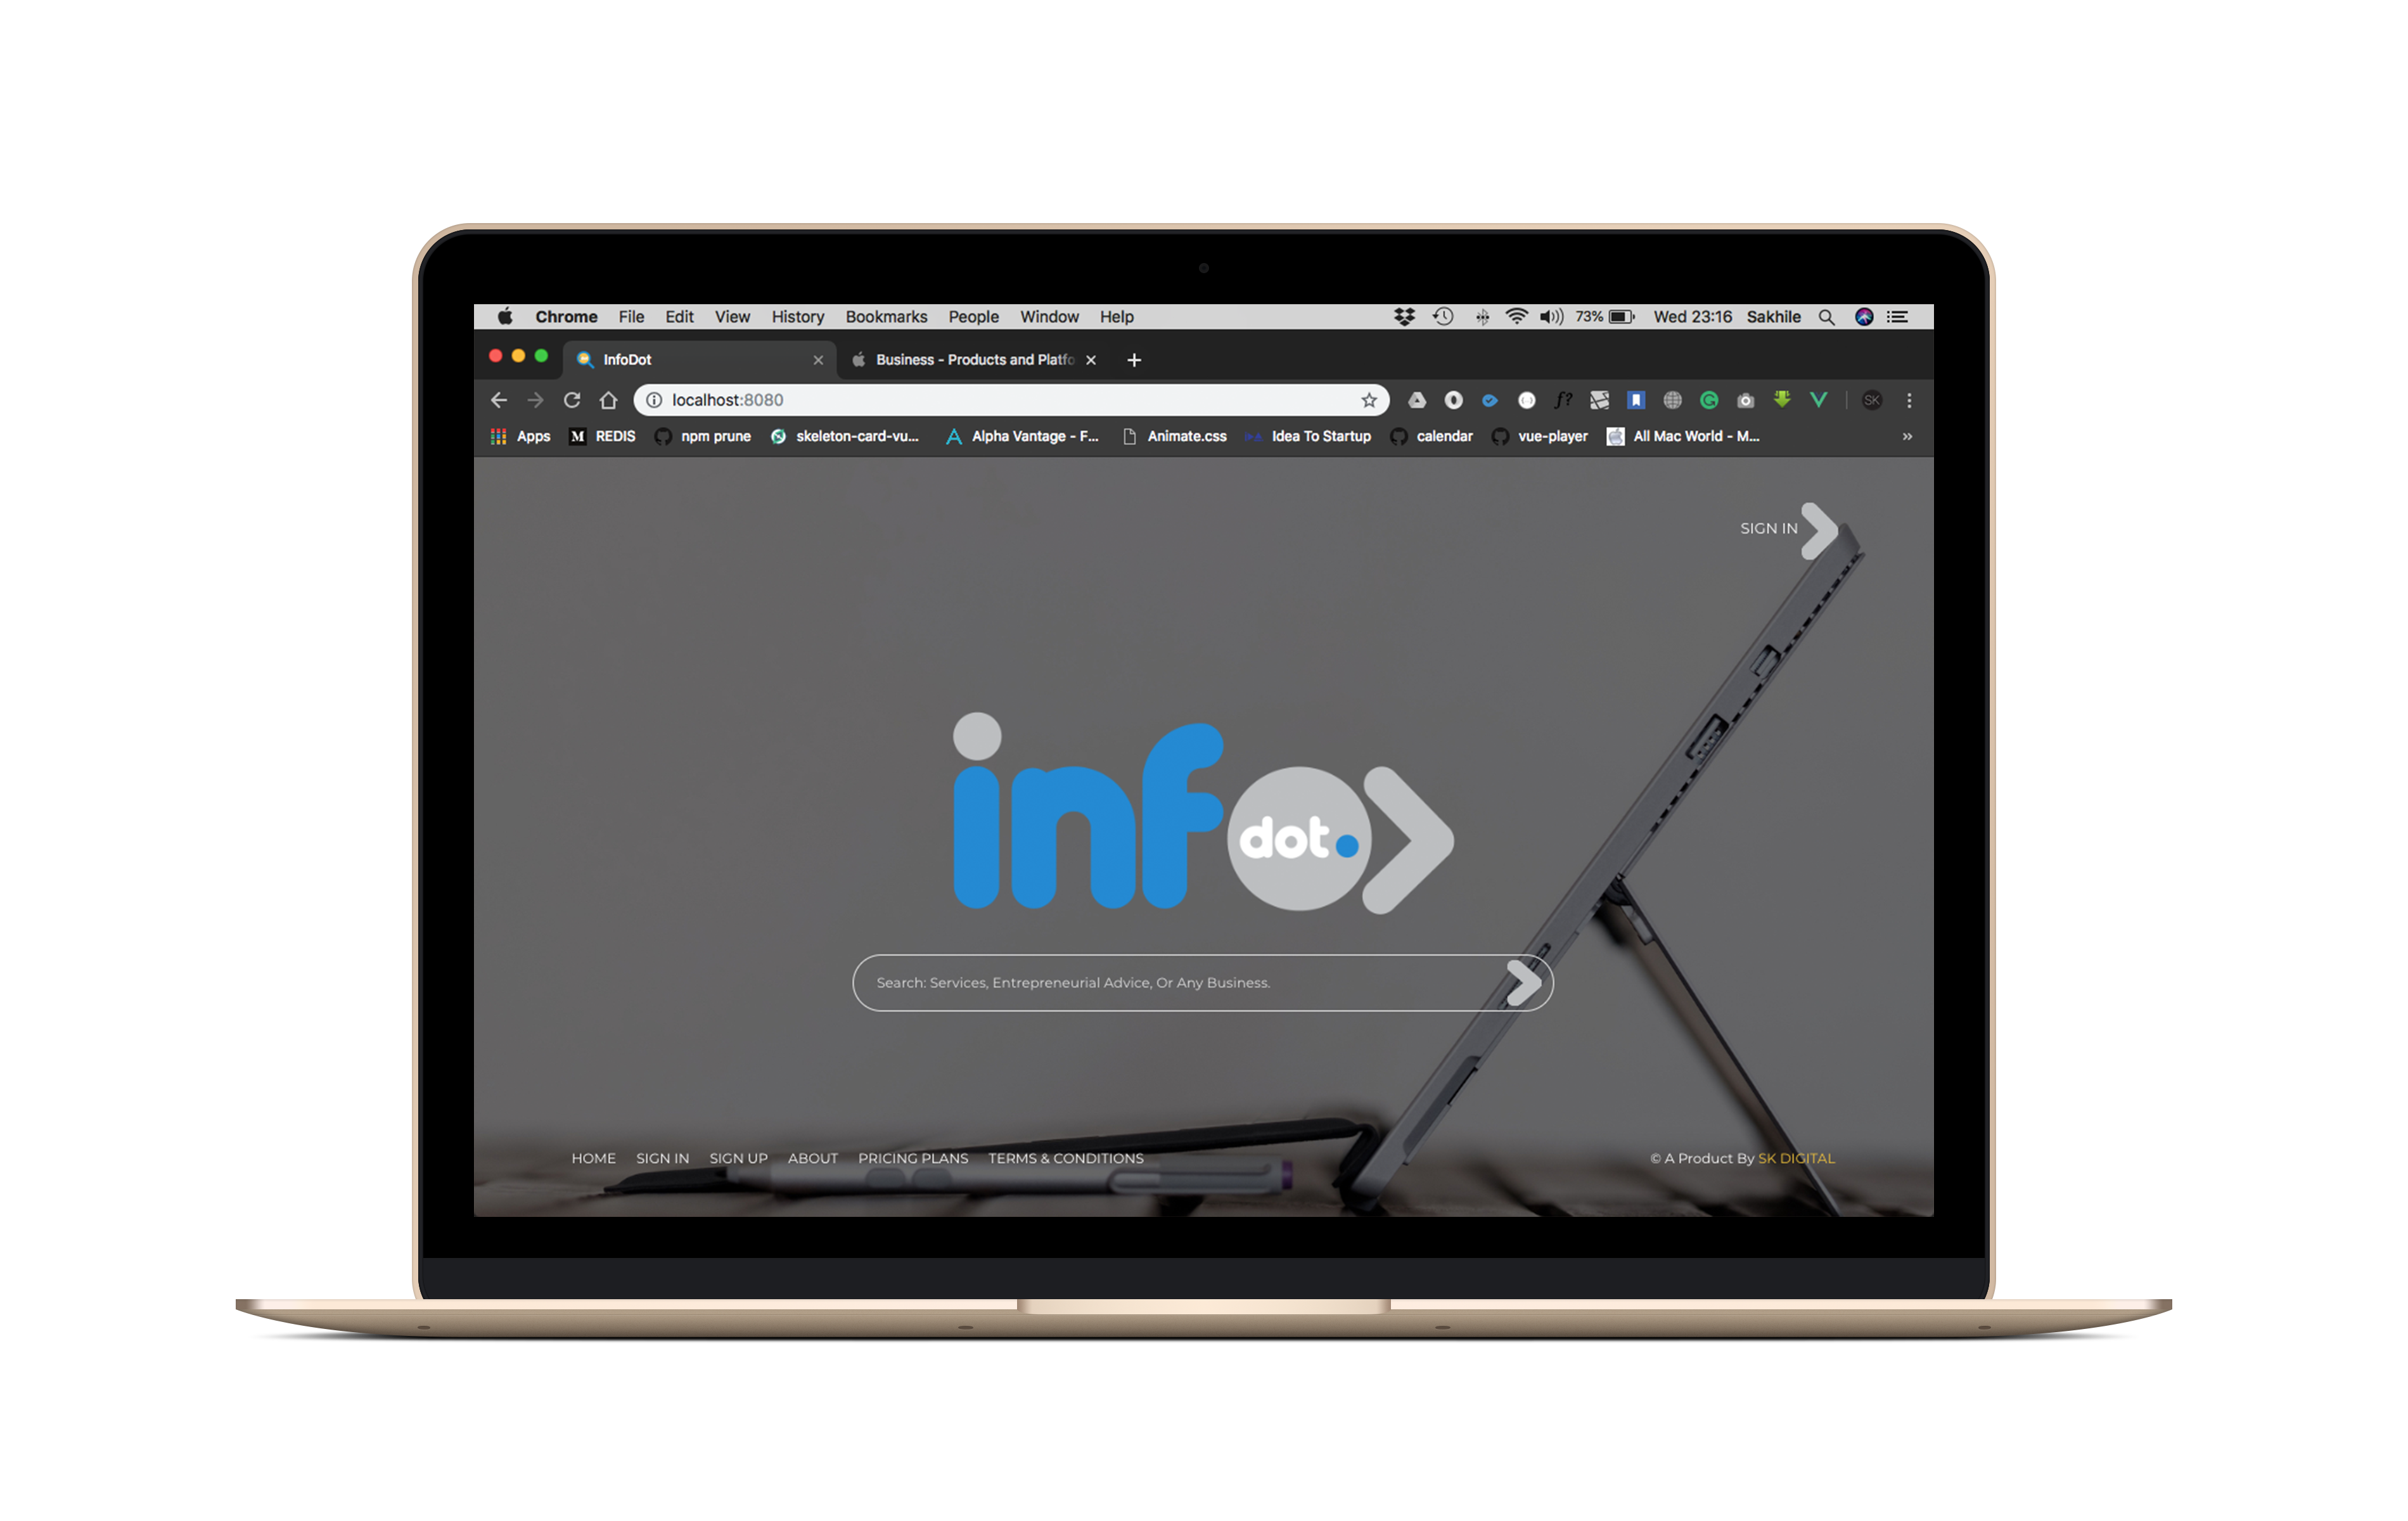 Chrome File Edit View History Bookmarks People Window Help 73% Wed 23:16 Sakhile
InfoDot Business - Products and Platfo
localhost:8080 f? SK
Apps M REDIS npm prune skeleton-card-vu... Alpha Vantage - F... Animate.css Idea To Startup calendar vue-player All Mac World - M... »
SIGN IN
info
dot.
Search: Services, Entrepreneurial Advice, Or Any Business.
HOME SIGN IN SIGN UP ABOUT PRICING PLANS TERMS & CONDITIONS © A Product By SK DIGITAL